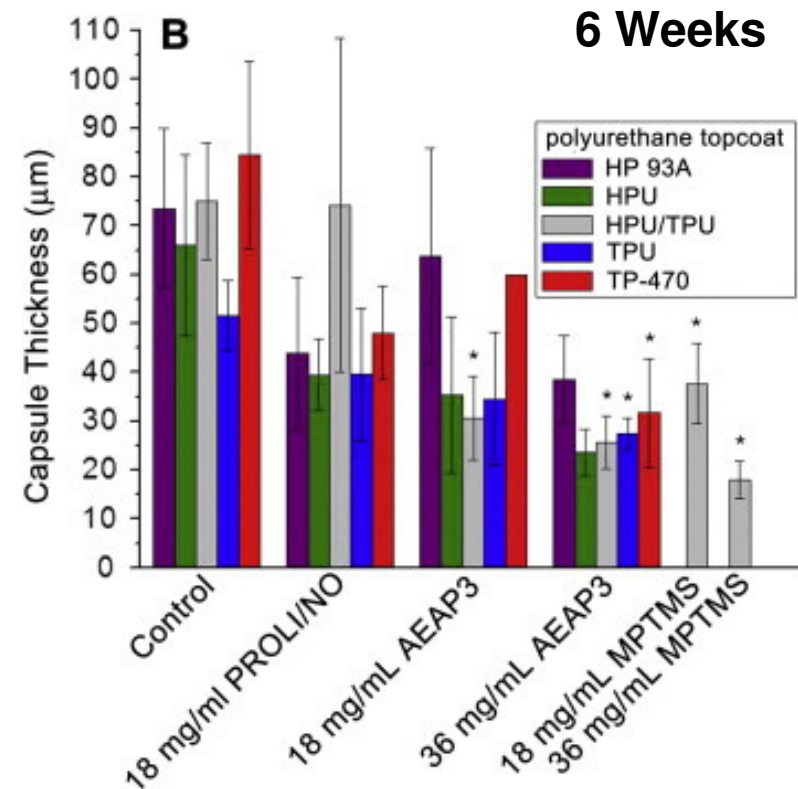 B
6 Weeks
110
100
90
80
70
60
50
40
30
20
10
0
Capsule Thickness (μm)
polyurethane topcoat
HP 93A
HPU
HPU/TPU
TPU
TP-470
*
*
*
*
*
*
Control
18 mg/ml PROLI/NO
18 mg/mL AEAP3
36 mg/mL AEAP3
18 mg/mL MPTMS
36 mg/mL MPTMS